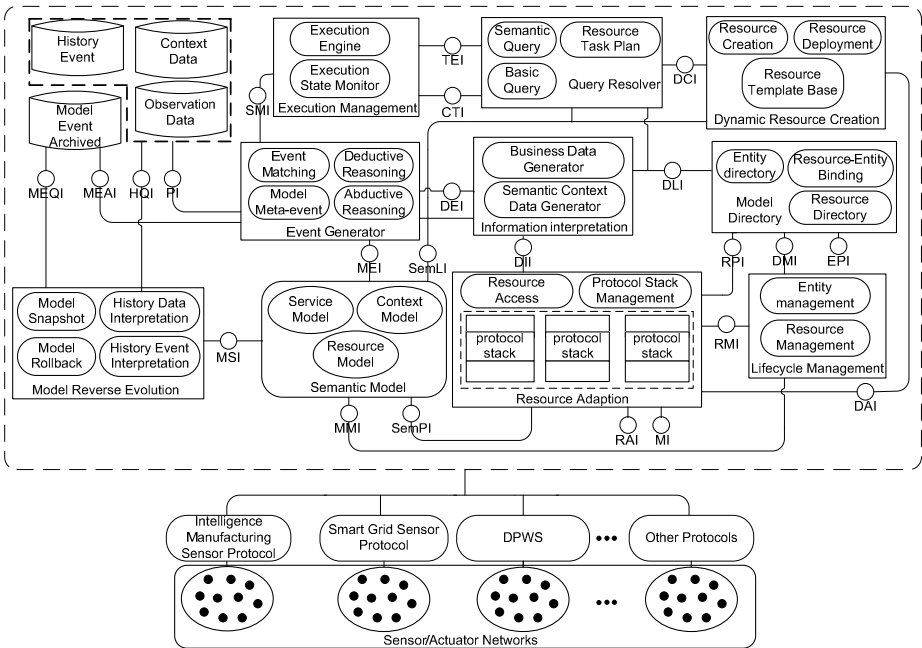 History
Event
Context
Data
Model
Event
Archived
Observation
Data
MEQI
MEAI
HQI
PI
SMI
Execution
Engine
Execution
State Monitor
Execution Management
TEI
CTI
Semantic
Query
Resource
Task Plan
Basic
Query
Query Resolver
DCI
Resource
Creation
Resource
Deployment
Resource
Template Base
Dynamic Resource Creation
Event
Matching
Deductive
Reasoning
Model
Meta-event
Abductive
Reasoning
Event Generator
DEI
Business Data
Generator
Semantic Context
Data Generator
Information interpretation
DLI
Entity
directory
Resource-Entity
Binding
Model
Directory
Resource
Directory
MEI
SemLI
DII
RPI
DMI
EPI
Model
Snapshot
History Data
Interpretation
Model
Rollback
History Event
Interpretation
Model Reverse Evolution
MSI
Service
Model
Context Model
Resource
Model
Semantic Model
Resource
Access
Protocol Stack
Management
protocol
stack
protocol
stack
protocol
stack
Resource Adaption
RMI
Entity
management
Resource
Management
Lifecycle Management
MMI
SemPI
RAI
MI
DAI
Intelligence
Manufacturing
Sensor Protocol
Smart Grid Sensor
Protocol
DPWS
Other Protocols
Sensor/Actuator Networks